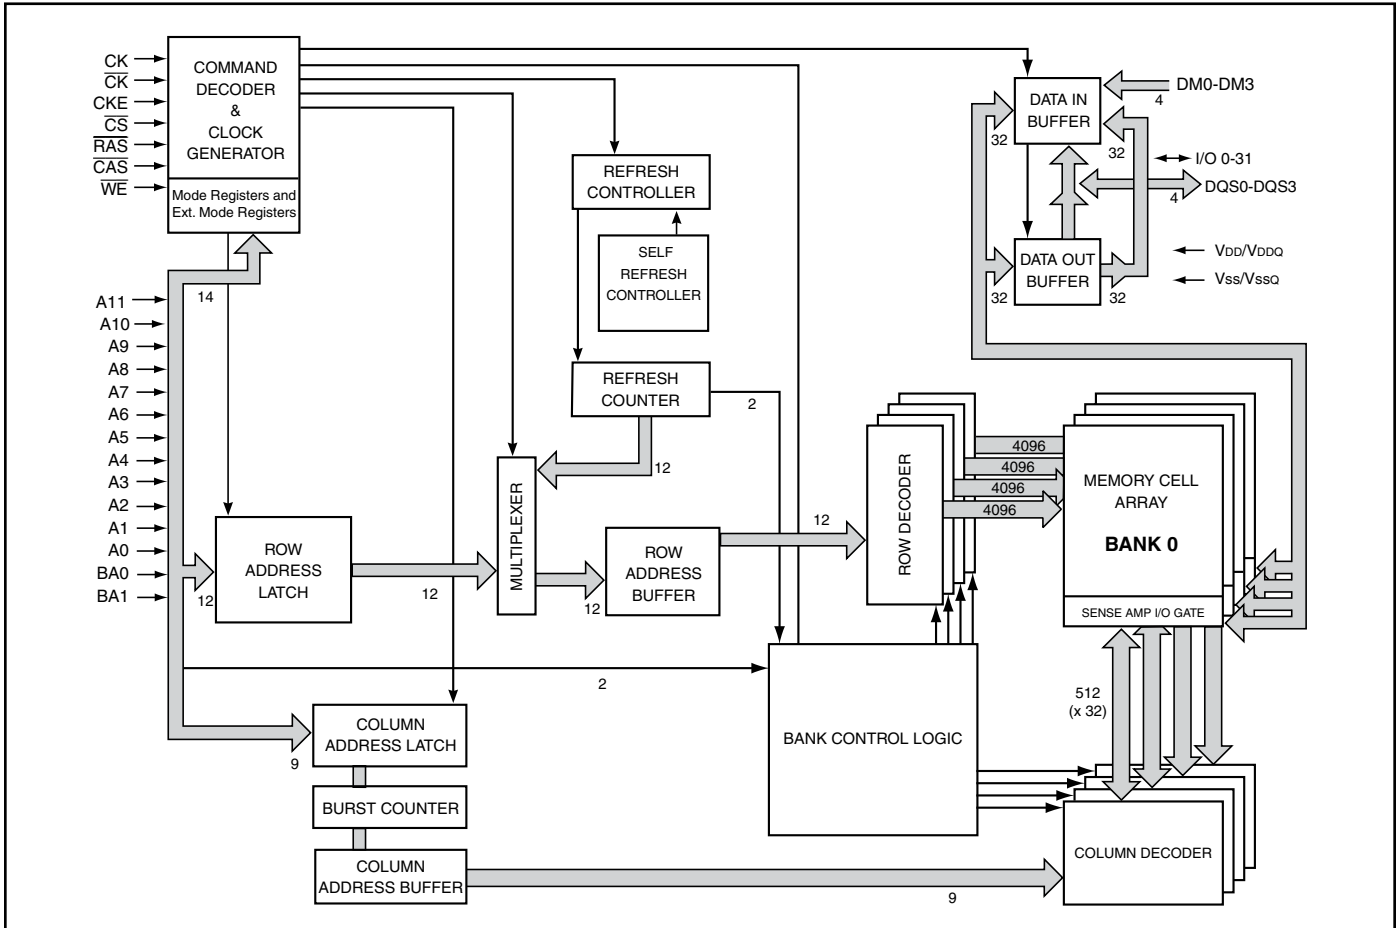 CK
CK
CKE
CS
RAS
CAS
WE
COMMAND
DECODER
&
CLOCK
GENERATOR
Mode Registers and
Ext. Mode Registers
14
A11
A10
A9
A8
A7
A6
A5
A4
A3
A2
A1
A0
BA0
BA1
12
ROW
ADDRESS
LATCH
12
REFRESH
CONTROLLER
SELF
REFRESH
CONTROLLER
REFRESH
COUNTER
2
12
MULTIPLEXER
12
ROW
ADDRESS
BUFFER
12
ROW DECODER
4096
4096
4096
4096
MEMORY CELL
ARRAY
BANK 0
SENSE AMP I/O GATE
DATA IN
BUFFER
DM0-DM3
4
32
32
I/O 0-31
DQS0-DQS3
4
DATA OUT
BUFFER
32
32
VDD/VDDQ
VSS/VSSQ
2
BANK CONTROL LOGIC
512
(x 32)
9
COLUMN
ADDRESS LATCH
BURST COUNTER
COLUMN
ADDRESS BUFFER
9
COLUMN DECODER